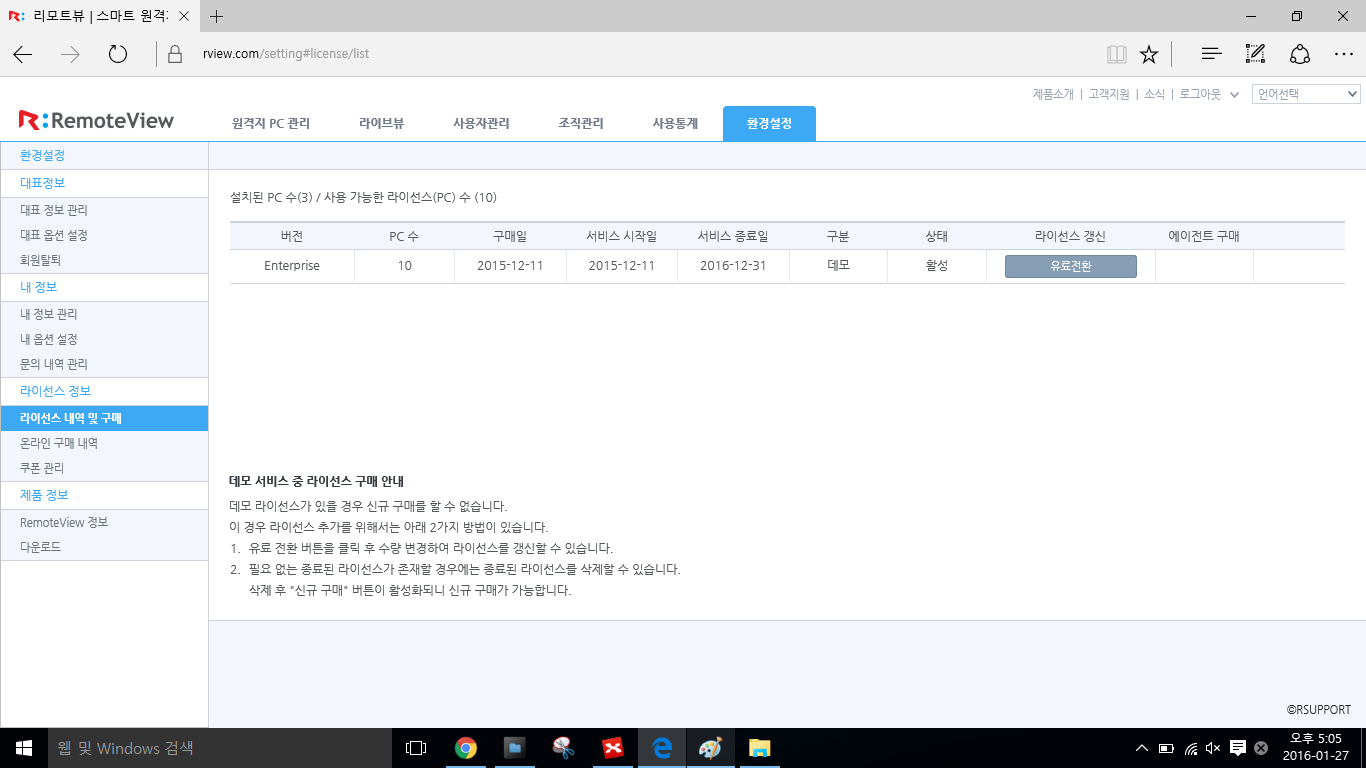 리모트뷰 | 스마트 원격
rview.com/setting#license/list
제품소개 | 고객지원 | 소식 | 로그아웃 언어선택
R:RemoteView
원격지 PC 관리 라이브뷰 사용자관리 조직관리 사용통계 환경설정
환경설정
대표정보
대표 정보 관리
대표 옵션 설정
회원탈퇴
내 정보
내 정보 관리
내 옵션 설정
문의 내역 관리
라이선스 정보
라이선스 내역 및 구매
온라인 구매 내역
쿠폰 관리
제품 정보
RemoteView 정보
다운로드
설치된 PC 수(3) / 사용 가능한 라이선스(PC) 수 (10)
버전 PC 수 구매일 서비스 시작일 서비스 종료일 구분 상태 라이선스 갱신 에이전트 구매
Enterprise 10 2015-12-11 2015-12-11 2016-12-31 데모 활성 유료전환
데모 서비스 중 라이선스 구매 안내
데모 라이선스가 있을 경우 신규 구매를 할 수 없습니다.
이 경우 라이선스 추가를 위해서는 아래 2가지 방법이 있습니다.
1. 유료 전환 버튼을 클릭 후 수량 변경하여 라이선스를 갱신할 수 있습니다.
2. 필요 없는 종료된 라이선스가 존재할 경우에는 종료된 라이선스를 삭제할 수 있습니다.
삭제 후 "신규 구매" 버튼이 활성화되니 신규 구매가 가능합니다.
©RSUPPORT
웹 및 Windows 검색
오후 5:05
2016-01-27